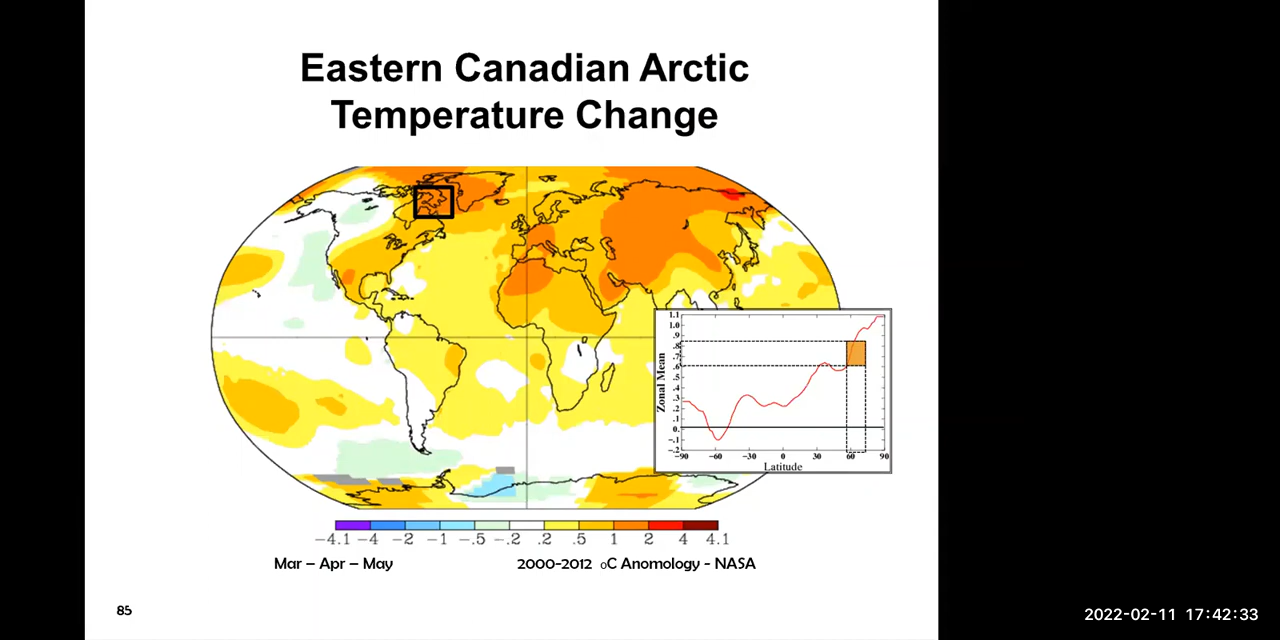 Eastern Canadian Arctic
Temperature Change
1.1
1.0
.9
.8
.7
.6
.5
.4
.3
.2
.1
0.
-.1
-.2
Zonal Mean
-90 -60 -30 0 30 60 90
Latitude
-4.1 -4 -2 -1 -.5 -.2 .2 .5 1 2 4 4.1
Mar – Apr – May 2000-2012 oC Anomology - NASA
85
2022-02-11 17:42:33